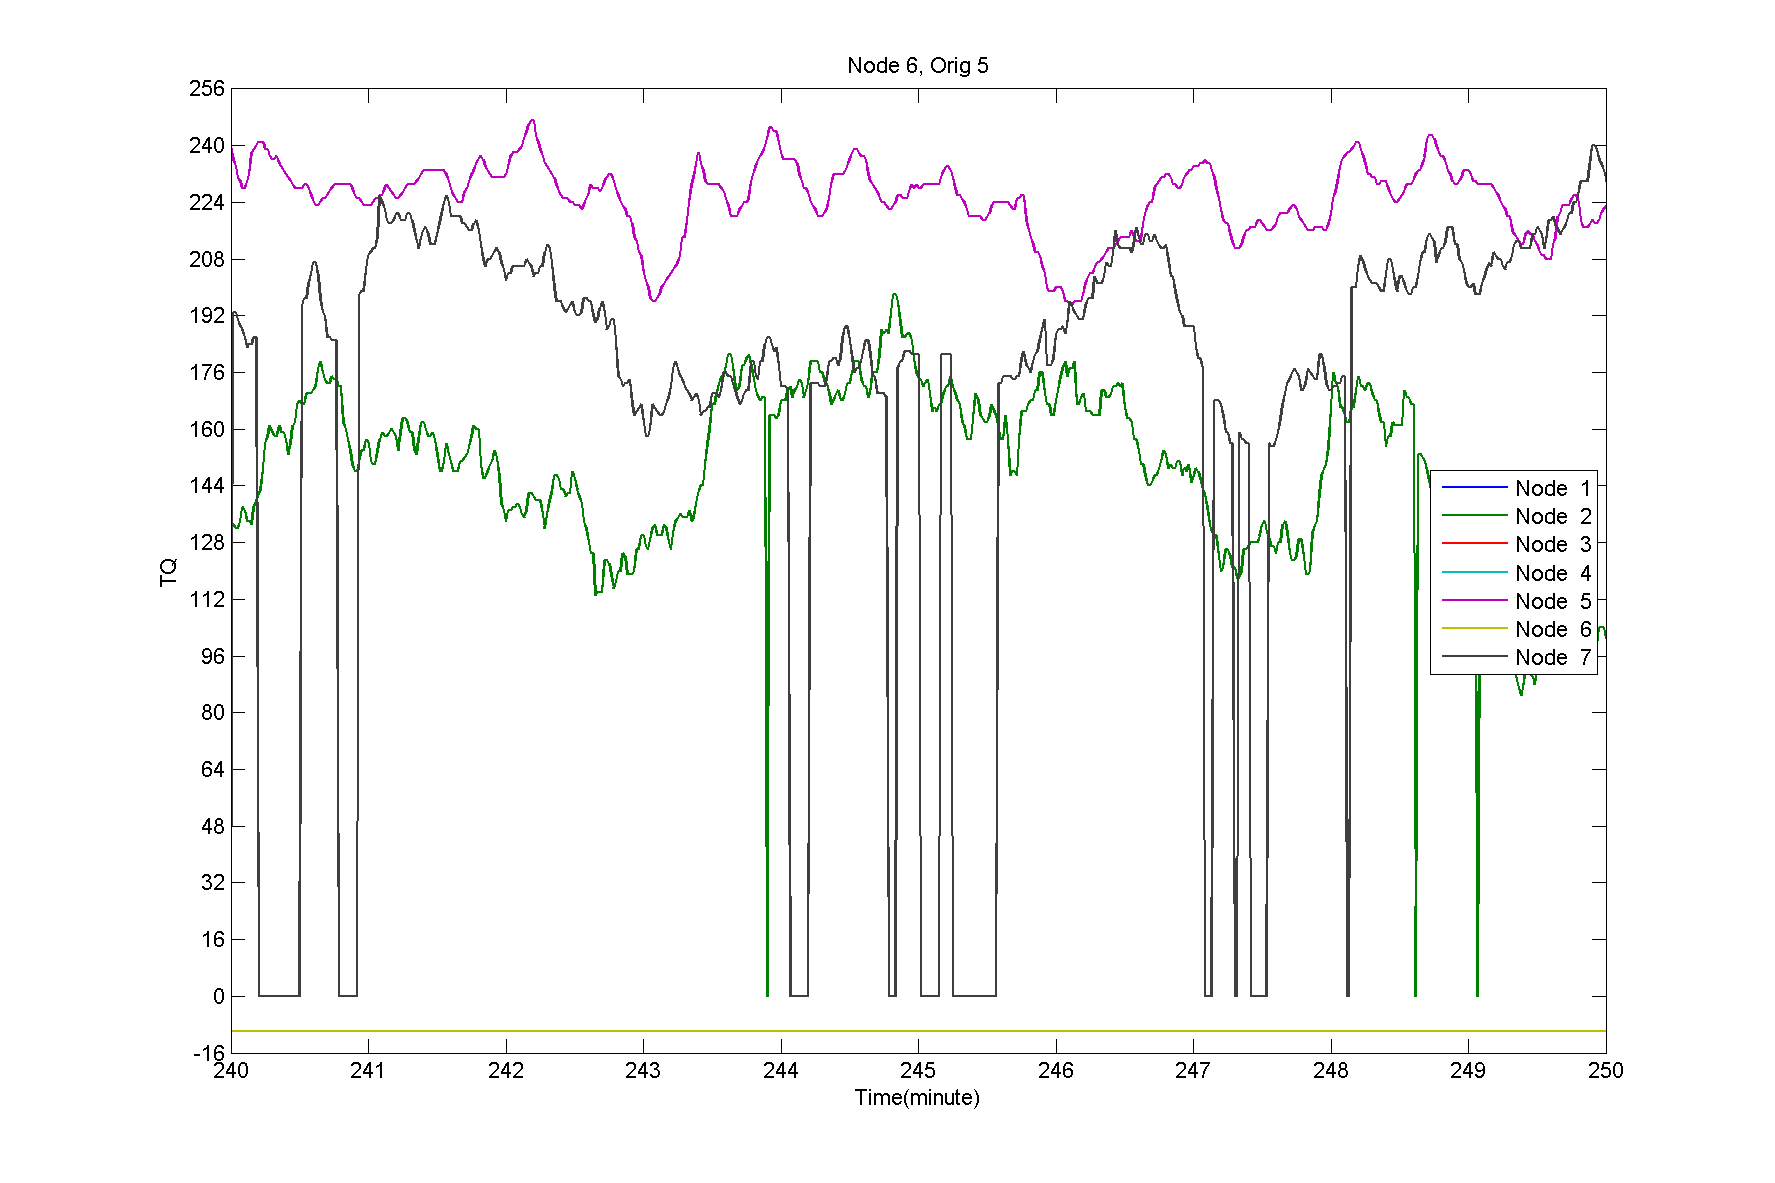 Node 6, Orig 5
256
240
224
208
192
176
160
144
128
112
96
80
64
48
32
16
0
-16
TQ
Node 1
Node 2
Node 3
Node 4
Node 5
Node 6
Node 7
240 241 242 243 244 245 246 247 248 249 250
Time(minute)